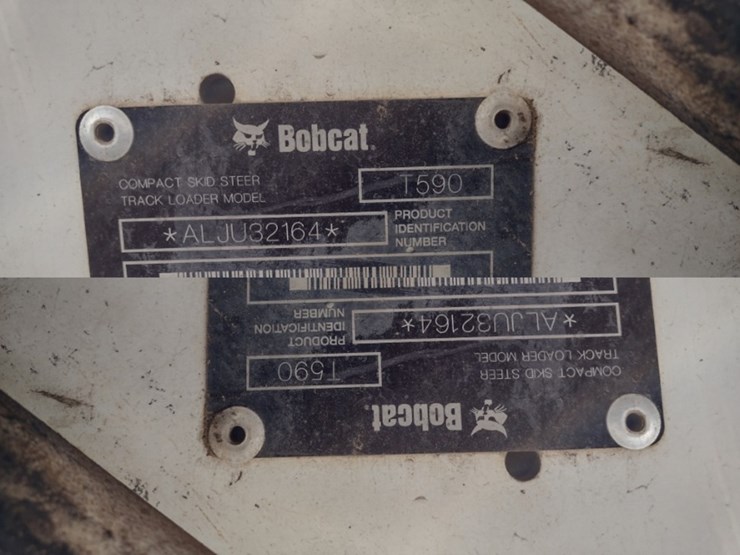 Bobcat
COMPACT SKID STEER
TRACK LOADER MODEL
T590
PRODUCT
IDENTIFICATION
NUMBER
*ALJU32164*
*ALJU32164*
PRODUCT
IDENTIFICATION
NUMBER
T590
COMPACT SKID STEER
TRACK LOADER MODEL
Bobcat